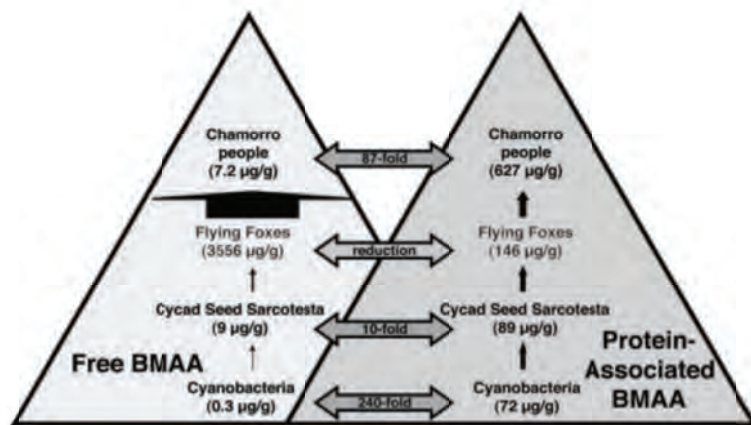 Chamorro
people
(7.2 µg/g)
87-fold
Chamorro
people
(627 µg/g)
Flying Foxes
(3556 µg/g)
reduction
Flying Foxes
(146 µg/g)
Cycad Seed Sarcotesta
(9 µg/g)
10-fold
Cycad Seed Sarcotesta
(89 µg/g)
Free BMAA
Protein-
Associated
BMAA
Cyanobacteria
(0.3 µg/g)
240-fold
Cyanobacteria
(72 µg/g)